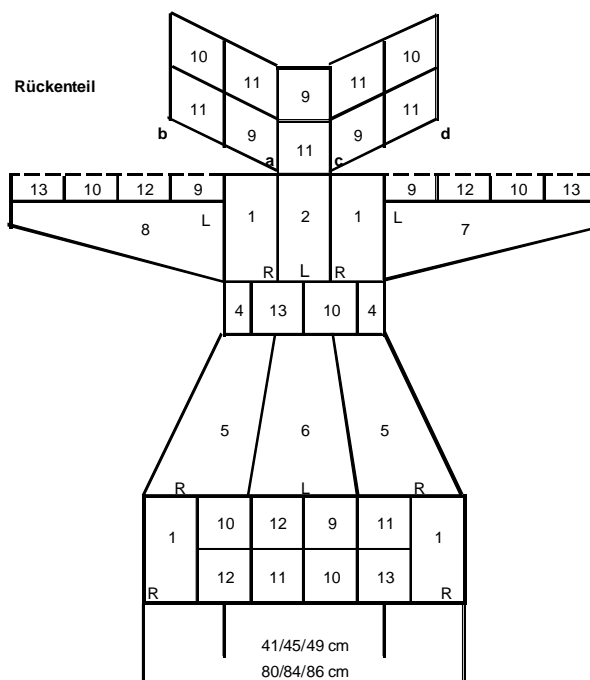 10 10
11 11
Rückenteil
9
11 11
b 9 9 d
a 11 c
13 10 12 9 9 12 10 13
L 1 2 1 L
8 7
R L R
4 13 10 4
5 6 5
R L R
10 12 9 11
1 1
12 11 10 13
R R
41/45/49 cm
80/84/86 cm